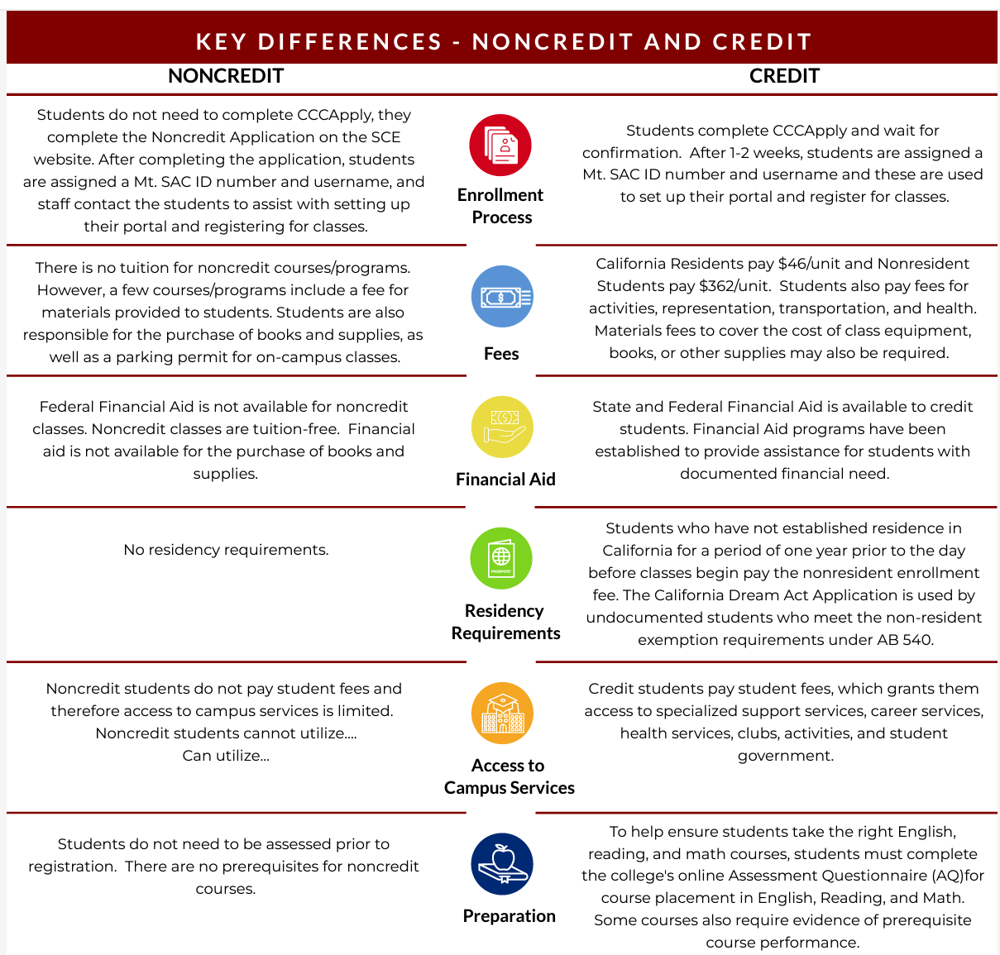 KEY DIFFERENCES - NONCREDIT AND CREDIT
NONCREDIT
CREDIT
Students do not need to complete CCCApply, they
complete the Noncredit Application on the SCE
website. After completing the application, students
are assigned a Mt. SAC ID number and username, and
staff contact the students to assist with setting up
their portal and registering for classes.
Enrollment
Process
Students complete CCCApply and wait for
confirmation.  After 1-2 weeks, students are assigned a
Mt. SAC ID number and username and these are used
to set up their portal and register for classes.
There is no tuition for noncredit courses/programs.
However, a few courses/programs include a fee for
materials provided to students. Students are also
responsible for the purchase of books and supplies, as
well as a parking permit for on-campus classes.
$
Fees
California Residents pay $46/unit and Nonresident
Students pay $362/unit.  Students also pay fees for
activities, representation, transportation, and health.
Materials fees to cover the cost of class equipment,
books, or other supplies may also be required.
Federal Financial Aid is not available for noncredit
classes. Noncredit classes are tuition-free.  Financial
aid is not available for the purchase of books and
supplies.
$
Financial Aid
State and Federal Financial Aid is available to credit
students. Financial Aid programs have been
established to provide assistance for students with
documented financial need.
No residency requirements.
PASSPORT
Residency
Requirements
Students who have not established residence in
California for a period of one year prior to the day
before classes begin pay the nonresident enrollment
fee. The California Dream Act Application is used by
undocumented students who meet the non-resident
exemption requirements under AB 540.
Noncredit students do not pay student fees and
therefore access to campus services is limited.
Noncredit students cannot utilize....
Can utilize...
Access to
Campus Services
Credit students pay student fees, which grants them
access to specialized support services, career services,
health services, clubs, activities, and student
government.
Students do not need to be assessed prior to
registration.  There are no prerequisites for noncredit
courses.
Preparation
To help ensure students take the right English,
reading, and math courses, students must complete
the college's online Assessment Questionnaire (AQ)for
course placement in English, Reading, and Math.
Some courses also require evidence of prerequisite
course performance.